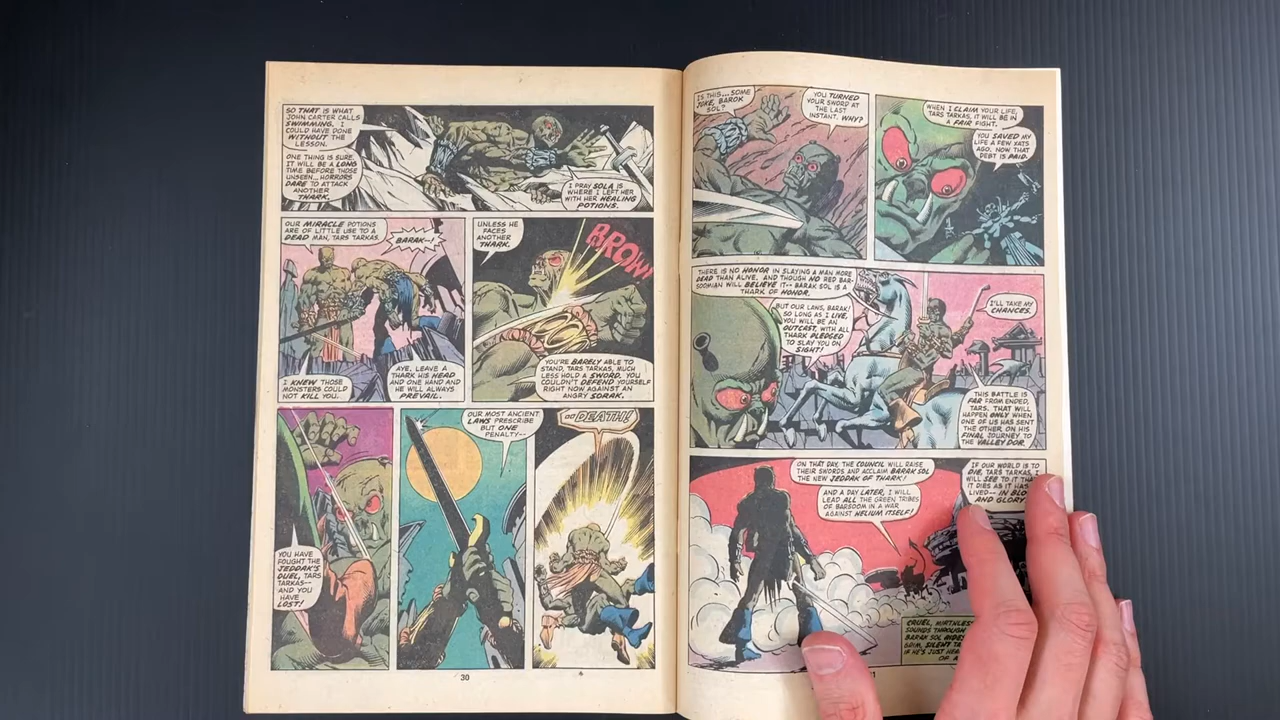 SO THAT IS WHAT
JOHN CARTER CALLS
SWIMMING. I
COULD HAVE DONE
WITHOUT THE
LESSON.
ONE THING IS SURE.
IT WILL BE A LONG
TIME BEFORE THOSE
UNSEEN... HORRORS
DARE TO ATTACK
ANOTHER
THARK.
I PRAY SOLA IS
WHERE I LEFT HER
WITH HER HEALING
POTIONS.
OUR MIRACLE POTIONS
ARE OF LITTLE USE TO A
DEAD MAN, TARS TARKAS.
BARAK--!
I KNEW THOSE
MONSTERS COULD
NOT KILL YOU.
AYE. LEAVE A
THARK HIS HEAD
AND ONE HAND AND
HE WILL ALWAYS
PREVAIL.
UNLESS HE
FACES
ANOTHER
THARK.
BROW!
YOU'RE BARELY ABLE TO
STAND, TARS TARKAS, MUCH
LESS HOLD A SWORD. YOU
COULDN'T DEFEND YOURSELF
RIGHT NOW AGAINST AN
ANGRY SORAK.
YOU HAVE
FOUGHT THE
JEDDAK'S
DUEL, TARS
TARKAS--
AND YOU
HAVE
LOST!
OUR MOST ANCIENT
LAWS PRESCRIBE
BUT ONE
PENALTY--
DEATH!
30
IS THIS... SOME
JOKE, BAROK
SOL?
YOU TURNED
YOUR SWORD AT
THE LAST
INSTANT. WHY?
WHEN I CLAIM YOUR LIFE,
TARS TARKAS, IT WILL BE IN
A FAIR FIGHT.
YOU SAVED MY
LIFE A FEW XATS
AGO. NOW THAT
DEBT IS PAID.
THERE IS NO HONOR IN SLAYING A MAN MORE
DEAD THAN ALIVE. AND THOUGH NO RED BAR-
SOOMIAN WILL BELIEVE IT-- BARAK SOL IS A
THARK OF HONOR.
BUT OUR LAWS, BARAK!
SO LONG AS I LIVE,
YOU WILL BE AN
OUTCAST, WITH ALL
THARK PLEDGED
TO SLAY YOU ON
SIGHT!
I'LL TAKE MY
CHANCES.
THIS BATTLE IS
FAR FROM ENDED,
TARS. THAT WILL
HAPPEN ONLY WHEN
ONE OF US HAS SENT
THE OTHER ON HIS
FINAL JOURNEY TO
THE VALLEY DOR.
ON THAT DAY, THE COUNCIL WILL RAISE
THEIR SWORDS AND ACCLAIM BARAK SOL
THE NEW JEDDAK OF THARK!
AND A DAY LATER, I WILL
LEAD ALL THE GREEN TRIBES
OF BARSOOM IN A WAR
AGAINST HELIUM ITSELF!
IF OUR WORLD IS TO
DIE, TARS TARKAS, I
WILL SEE TO IT THAT
IT DIES AS IT HAS
LIVED-- IN
AND GLORY
CRUEL, MIRTHLESS
SOUNDS THROUGH
BARAK SOL RIDES
GRIM, SILENT
IF HE'S JUST
OF A